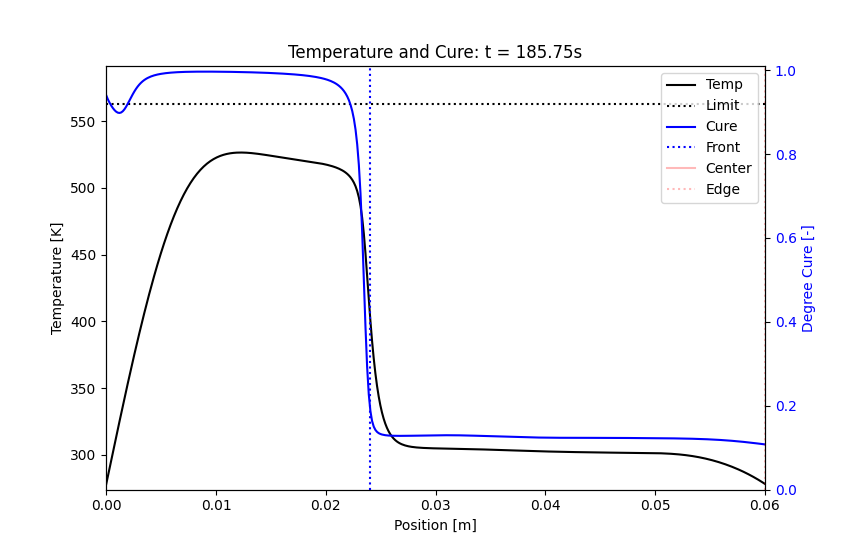 Temperature and Cure: t = 185.75s
Temp
Limit
Cure
Front
Center
Edge
550
500
450
400
350
300
Temperature [K]
1.0
0.8
0.6
0.4
0.2
0.0
Degree Cure [-]
0.00 0.01 0.02 0.03 0.04 0.05 0.06
Position [m]